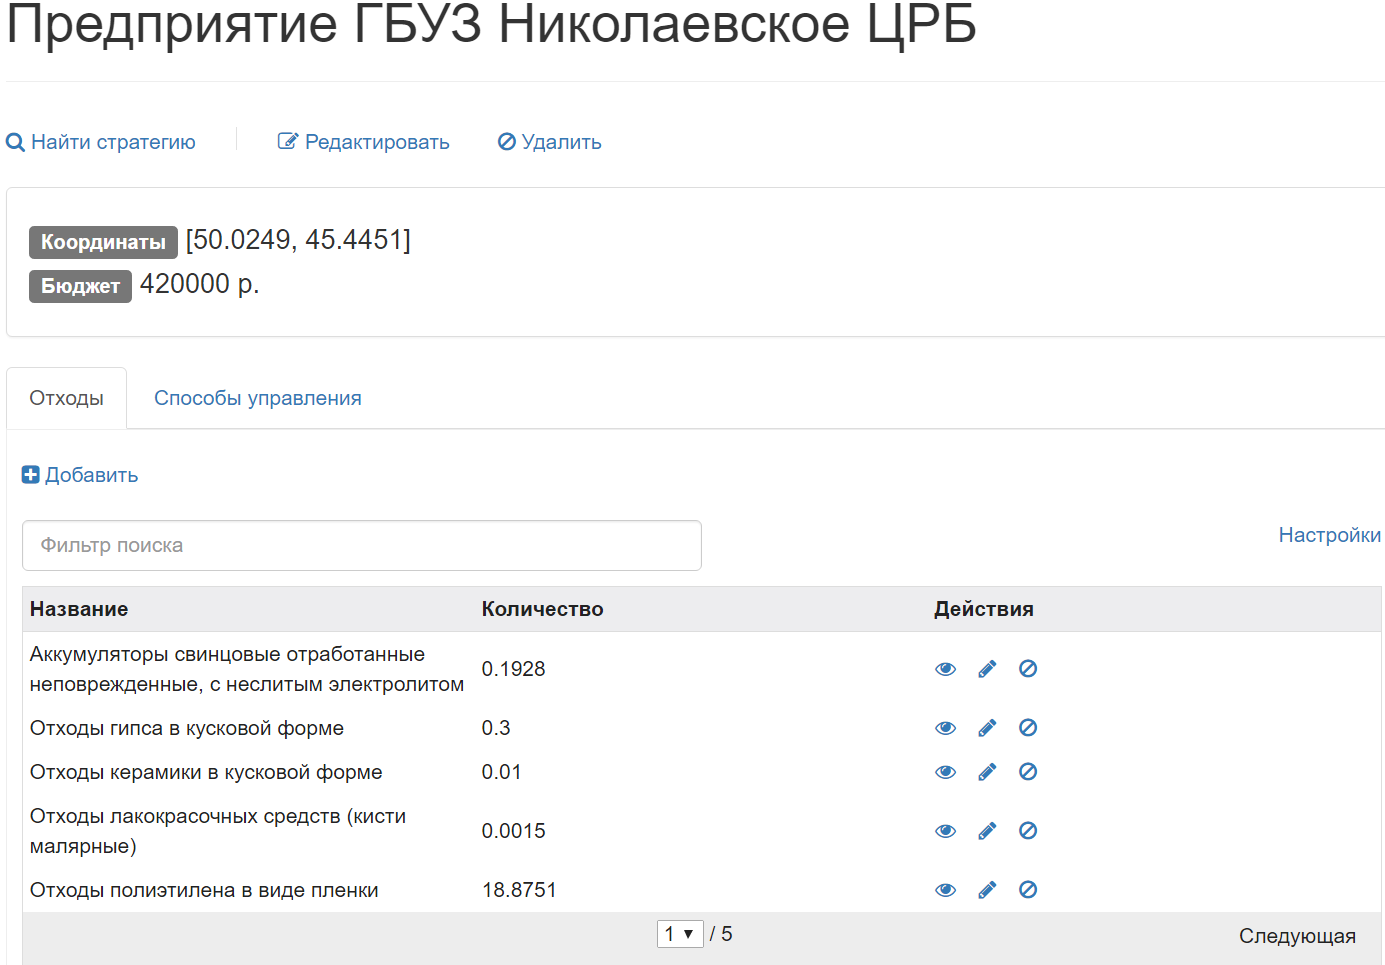 Предприятие ГБУЗ Николаевское ЦРБ
Найти стратегию Редактировать Удалить
Координаты [50.0249, 45.4451]
Бюджет 420000 р.
Отходы Способы управления
Добавить
Фильтр поиска Настройки
Название Количество Действия
Аккумуляторы свинцовые отработанные
неповрежденные, с неслитым электролитом 0.1928
Отходы гипса в кусковой форме 0.3
Отходы керамики в кусковой форме 0.01
Отходы лакокрасочных средств (кисти
малярные) 0.0015
Отходы полиэтилена в виде пленки 18.8751
1 / 5 Следующая